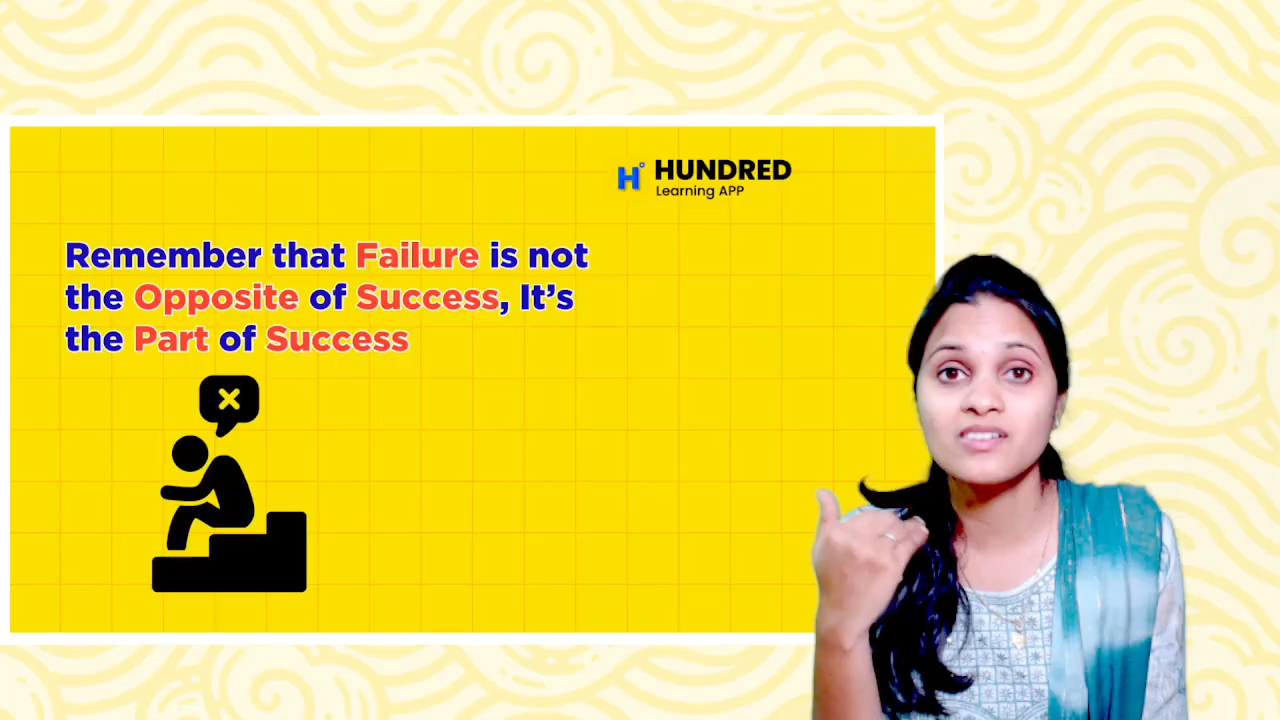 HUNDRED
Learning APP
Remember that Failure is not
the Opposite of Success, It's
the Part of Success